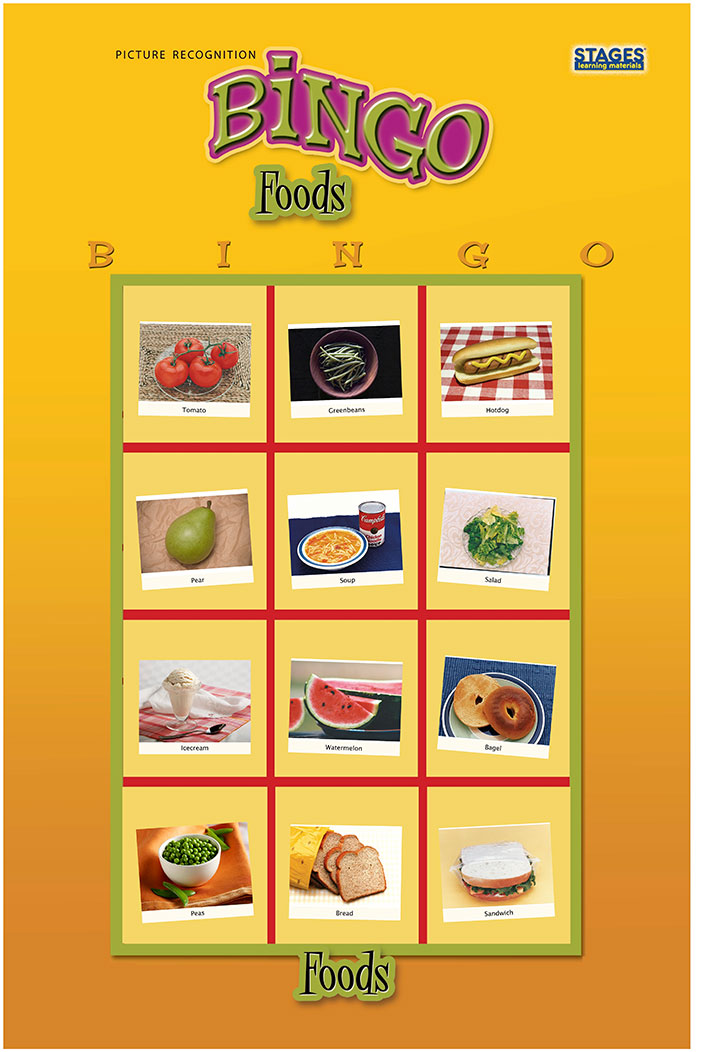 PICTURE RECOGNITION
STAGES
learning materials
BiNGO
Foods
B I N G O
Tomato
Greenbeans
Hotdog
Pear
Campbell's
Soup
Salad
Icecream
Watermelon
Bagel
Peas
Bread
Sandwich
Foods